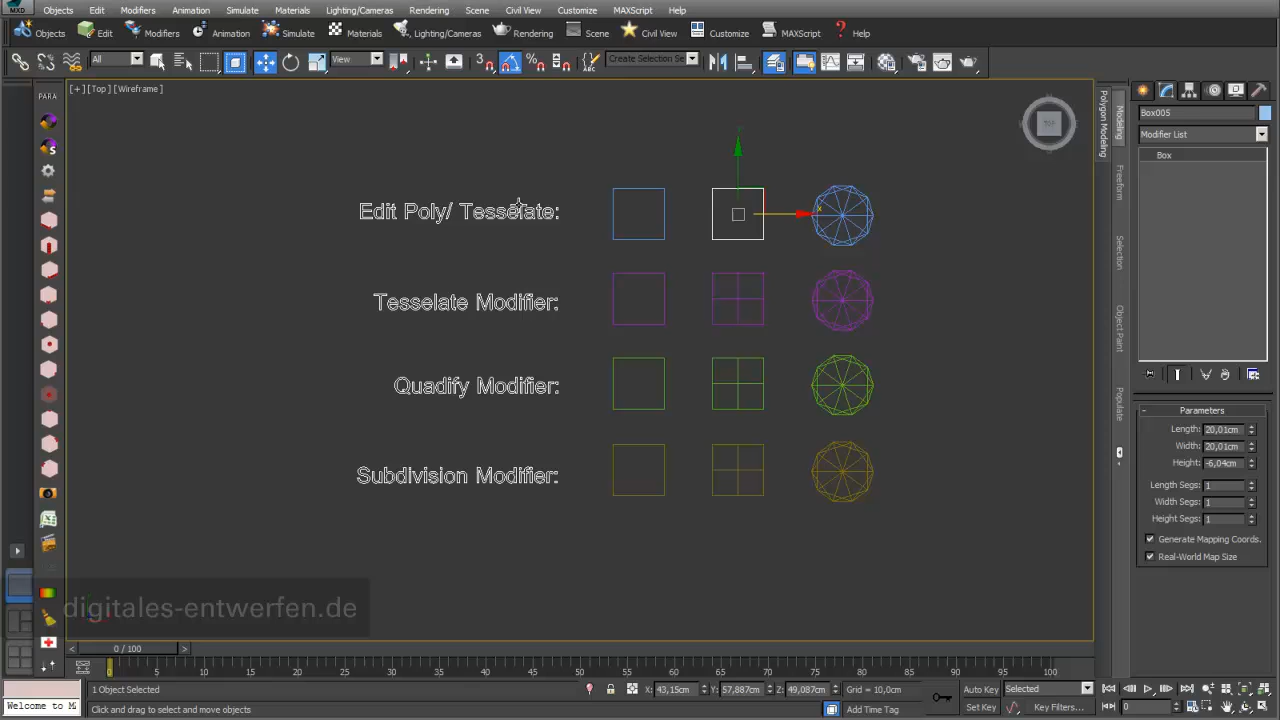 MXD Objects Edit Modifiers Animation Simulate Materials Lighting/Cameras Rendering Scene Civil View Customize MAXScript Help
Objects Edit Modifiers Animation Simulate Materials Lighting/Cameras Rendering Scene Civil View Customize MAXScript Help
All View Create Selection Se
[+] [Top] [Wireframe]
PARA
TOP
Polygon Modeling
Modeling
Freeform
Selection
Object Paint
Populate
Box005
Modifier List
Box
x
Edit Poly/ Tesselate:
Tesselate Modifier:
Quadify Modifier:
Subdivision Modifier:
Parameters
Length: 20,01cm
Width: 20,01cm
Height: -6,04cm
Length Segs: 1
Width Segs: 1
Height Segs: 1
Generate Mapping Coords.
Real-World Map Size
digitales-entwerfen.de
< 0 / 100 >
0 5 10 15 20 25 30 35 40 45 50 55 60 65 70 75 80 85 90 95 100
1 Object Selected X: 43,15cm Y: 57,887cm Z: 49,087cm Grid = 10,0cm Auto Key Selected
Welcome to M Click and drag to select and move objects Add Time Tag Set Key Key Filters... 0